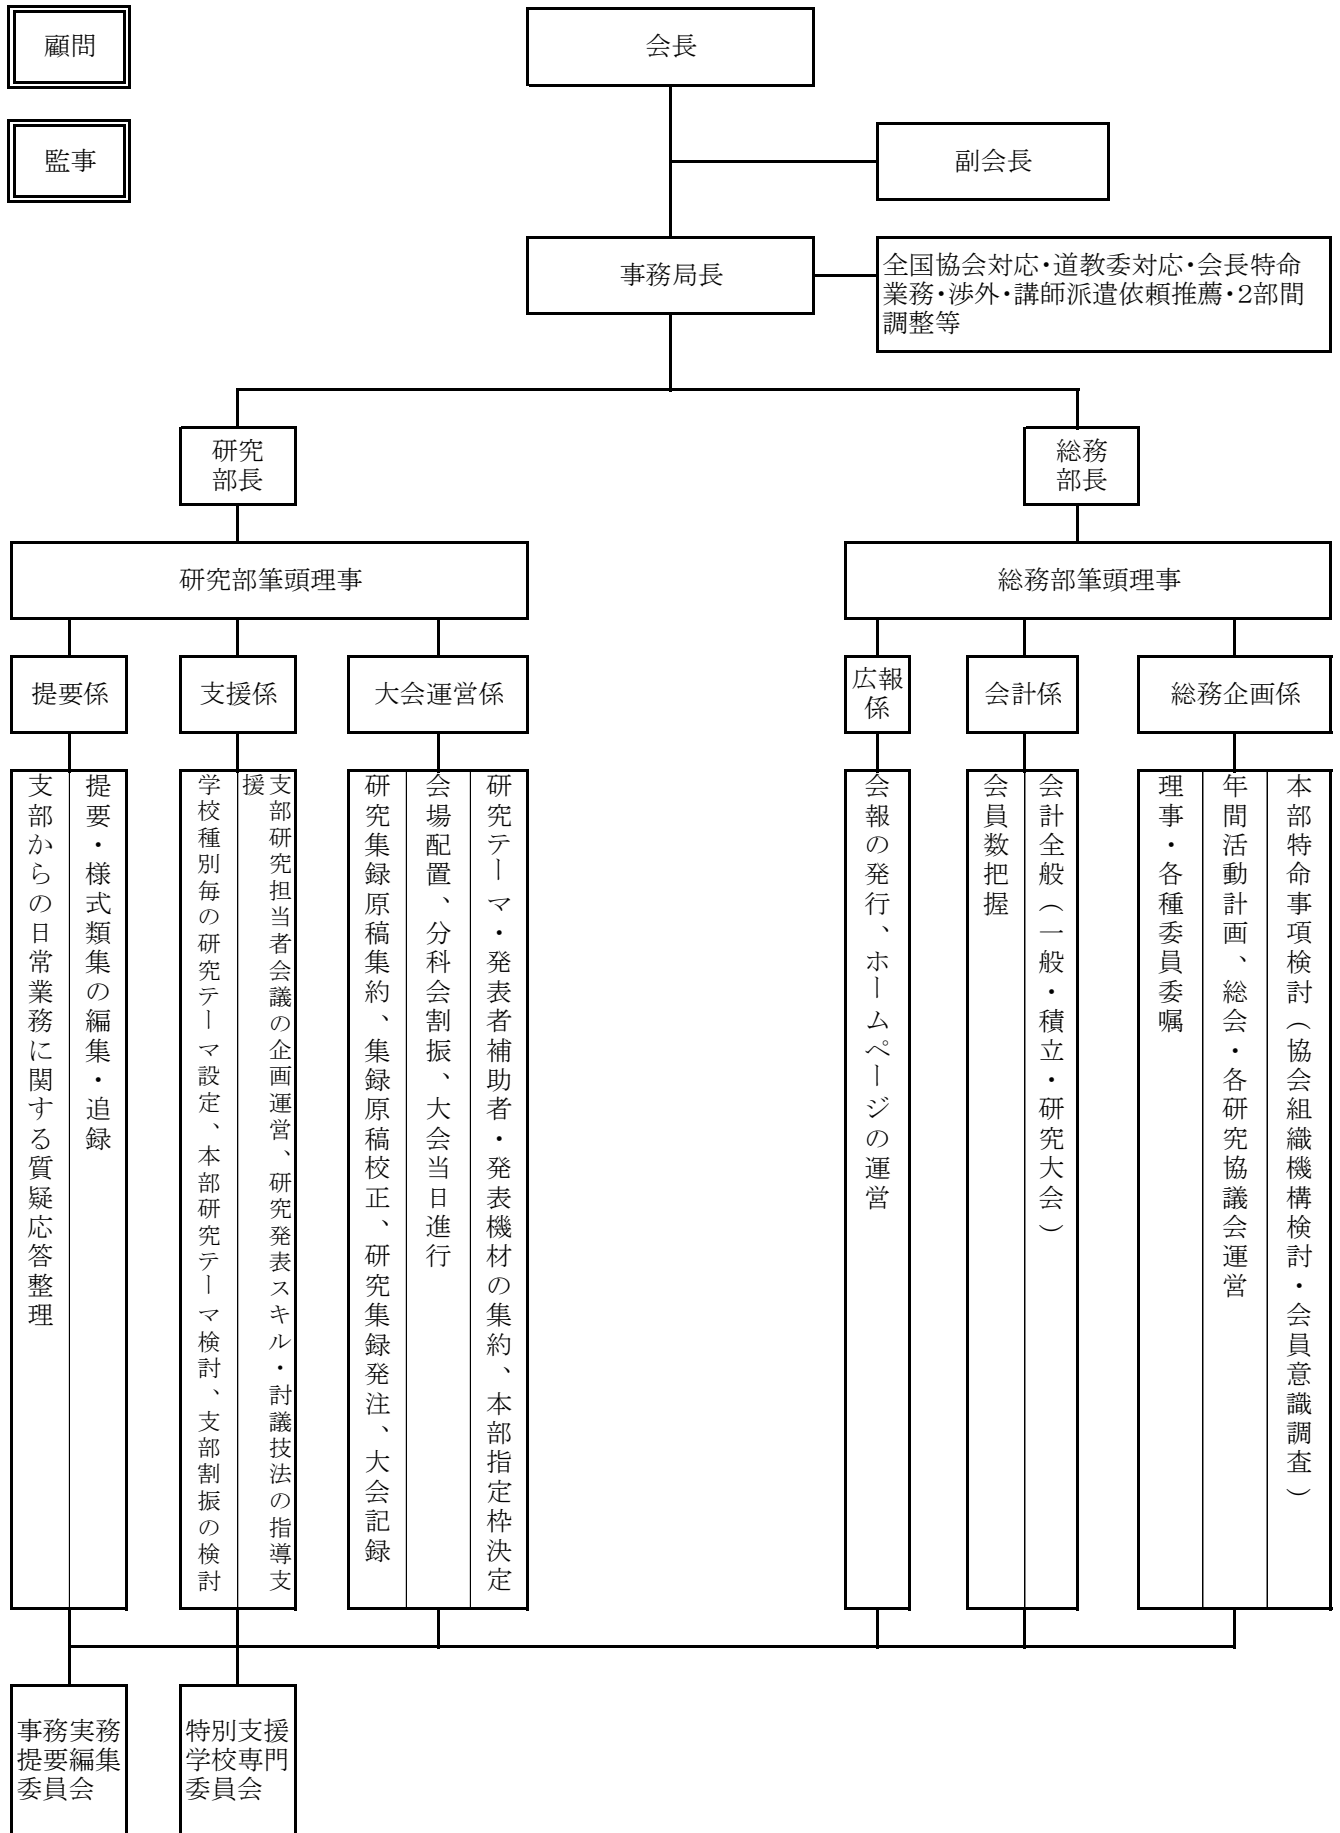 顧問
会長
監事
副会長
事務局長
全国協会対応・道教委対応・会長特命
業務・渉外・講師派遣依頼推薦・2部間
調整等
研究
部長
総務
部長
研究部筆頭理事
総務部筆頭理事
提要係
支援係
大会運営係
広報
係
会計係
総務企画係
提要・様式類集の編集・追録
支部からの日常業務に関する質疑応答整理
支部研究担当者会議の企画運営、研究発表スキル・討議技法の指導支
援
学校種別毎の研究テーマ設定、本部研究テーマ検討、支部割振の検討
研究テーマ・発表者補助者・発表機材の集約、本部指定枠決定
会場配置、分科会割振、大会当日進行
研究集録原稿集約、集録原稿校正、研究集録発注、大会記録
会報の発行、ホームページの運営
会計全般（一般・積立・研究大会）
会員数把握
本部特命事項検討（協会組織機構検討・会員意識調査）
年間活動計画、総会・各研究協議会運営
理事・各種委員委嘱
事務実務
提要編集
委員会
特別支援
学校専門
委員会